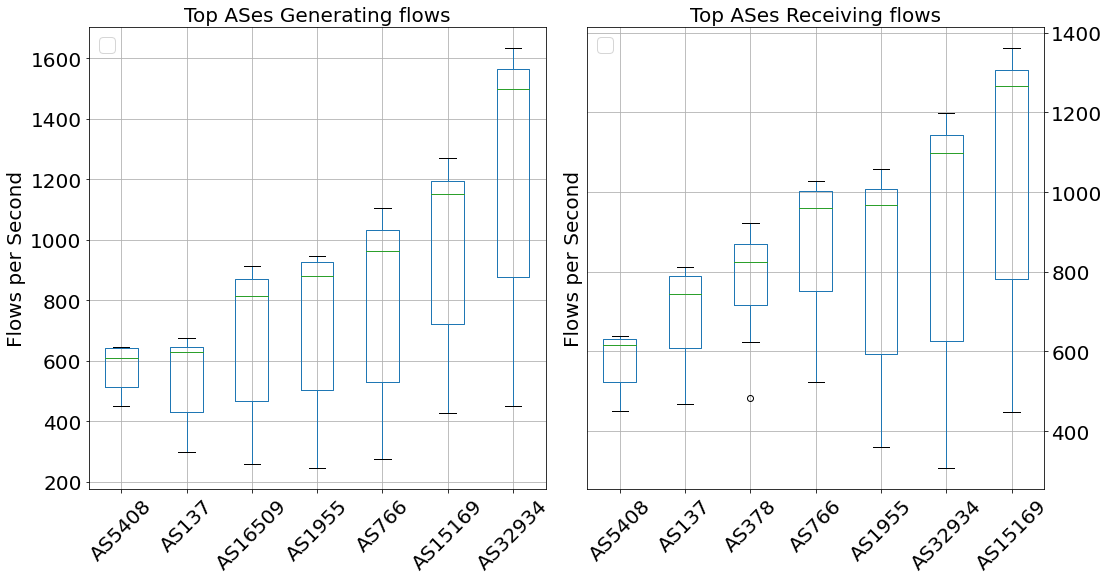 Top ASes Generating flows
Flows per Second
1600
1400
1200
1000
800
600
400
200
AS5408
AS137
AS16509
AS1955
AS766
AS15169
AS32934
Top ASes Receiving flows
Flows per Second
1400
1200
1000
800
600
400
AS5408
AS137
AS378
AS766
AS1955
AS32934
AS15169